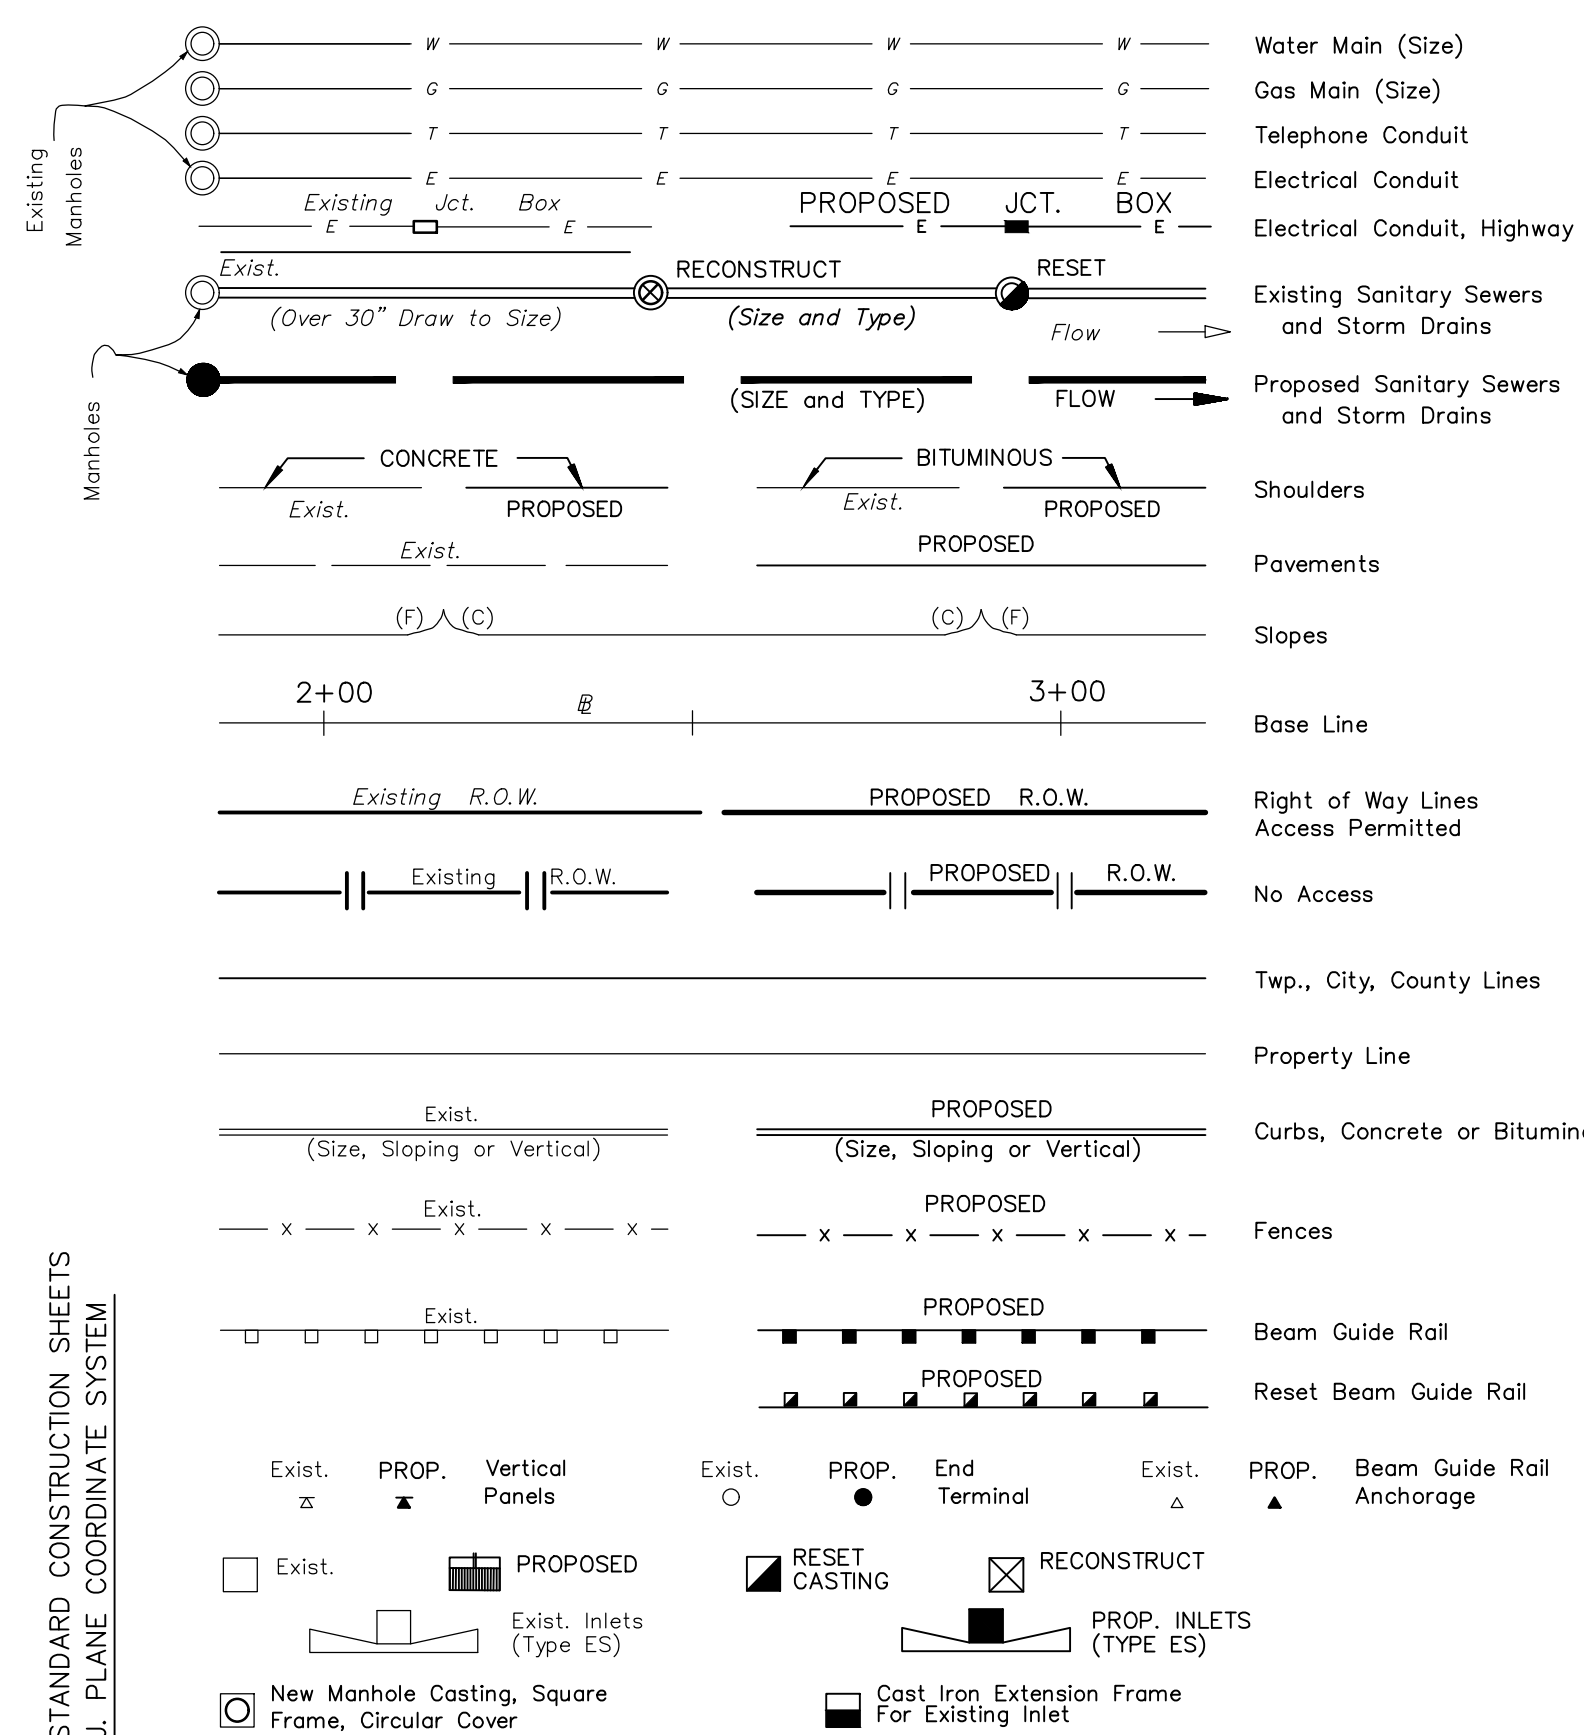 W W W W Water Main (Size)
G G G G Gas Main (Size)
T T T T Telephone Conduit
E E E E Electrical Conduit
Existing
Manholes
Existing Jct. Box PROPOSED JCT. BOX
E E E E Electrical Conduit, Highway
Exist. RECONSTRUCT RESET
(Over 30" Draw to Size) (Size and Type) Flow
Existing Sanitary Sewers
and Storm Drains
Manholes
(SIZE and TYPE) FLOW
Proposed Sanitary Sewers
and Storm Drains
CONCRETE BITUMINOUS
Exist. PROPOSED Exist. PROPOSED
Shoulders
Exist. PROPOSED
Pavements
(F) (C) (C) (F)
Slopes
2+00 BL 3+00
Base Line
Existing R.O.W. PROPOSED R.O.W.
Right of Way Lines
Access Permitted
Existing R.O.W. PROPOSED R.O.W.
No Access
Twp., City, County Lines
Property Line
Exist. PROPOSED
(Size, Sloping or Vertical) (Size, Sloping or Vertical)
Curbs, Concrete or Bitumin
Exist. PROPOSED
X X X X X X X X X X Fences
Exist. PROPOSED
Beam Guide Rail
PROPOSED
Reset Beam Guide Rail
Exist. PROP. Vertical
Panels
Exist. PROP. End
Terminal
Exist. PROP. Beam Guide Rail
Anchorage
Exist. PROPOSED
RESET
CASTING
RECONSTRUCT
Exist. Inlets
(Type ES)
PROP. INLETS
(TYPE ES)
New Manhole Casting, Square
Frame, Circular Cover
Cast Iron Extension Frame
For Existing Inlet
STANDARD CONSTRUCTION SHEETS
J. PLANE COORDINATE SYSTEM